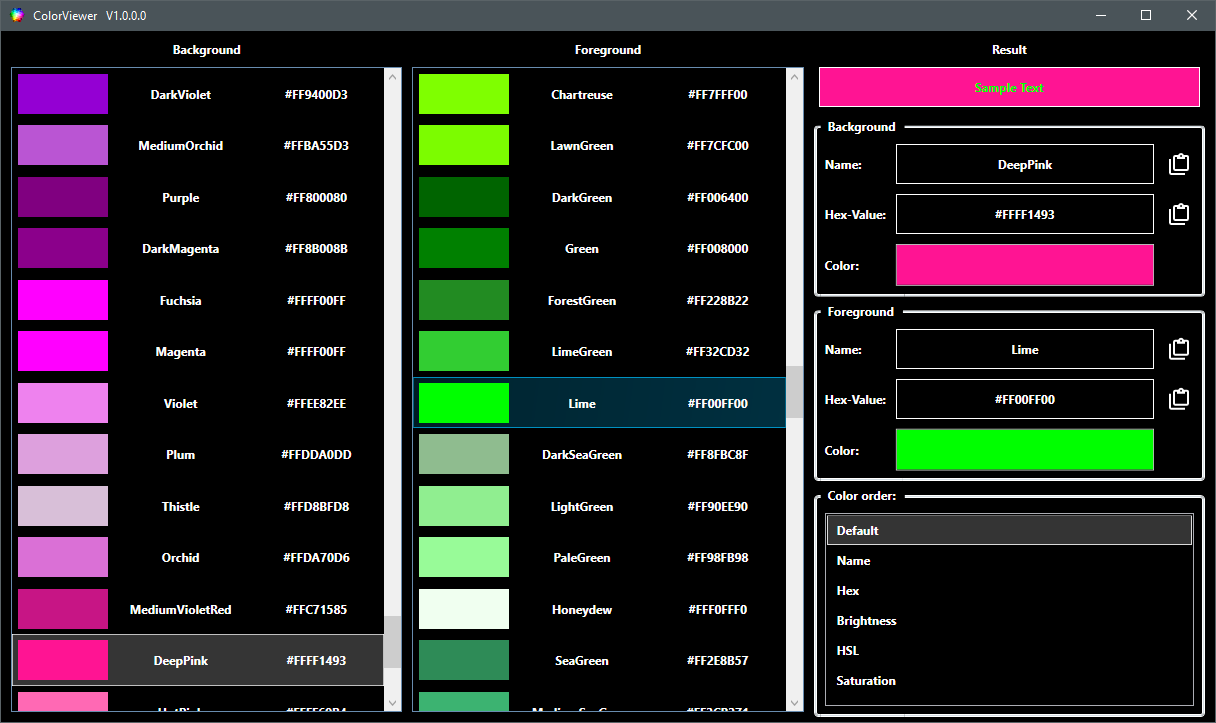 ColorViewer V1.0.0.0
Background
DarkViolet #FF9400D3
MediumOrchid #FFBA55D3
Purple #FF800080
DarkMagenta #FF8B008B
Fuchsia #FFFF00FF
Magenta #FFFF00FF
Violet #FFEE82EE
Plum #FFDDA0DD
Thistle #FFD8BFD8
Orchid #FFDA70D6
MediumVioletRed #FFC71585
DeepPink #FFFF1493
Foreground
Chartreuse #FF7FFF00
LawnGreen #FF7CFC00
DarkGreen #FF006400
Green #FF008000
ForestGreen #FF228B22
LimeGreen #FF32CD32
Lime #FF00FF00
DarkSeaGreen #FF8FBC8F
LightGreen #FF90EE90
PaleGreen #FF98FB98
Honeydew #FFF0FFF0
SeaGreen #FF2E8B57
Result
Sample Text
Background
Name: DeepPink
Hex-Value: #FFFF1493
Color:
Foreground
Name: Lime
Hex-Value: #FF00FF00
Color:
Color order:
Default
Name
Hex
Brightness
HSL
Saturation